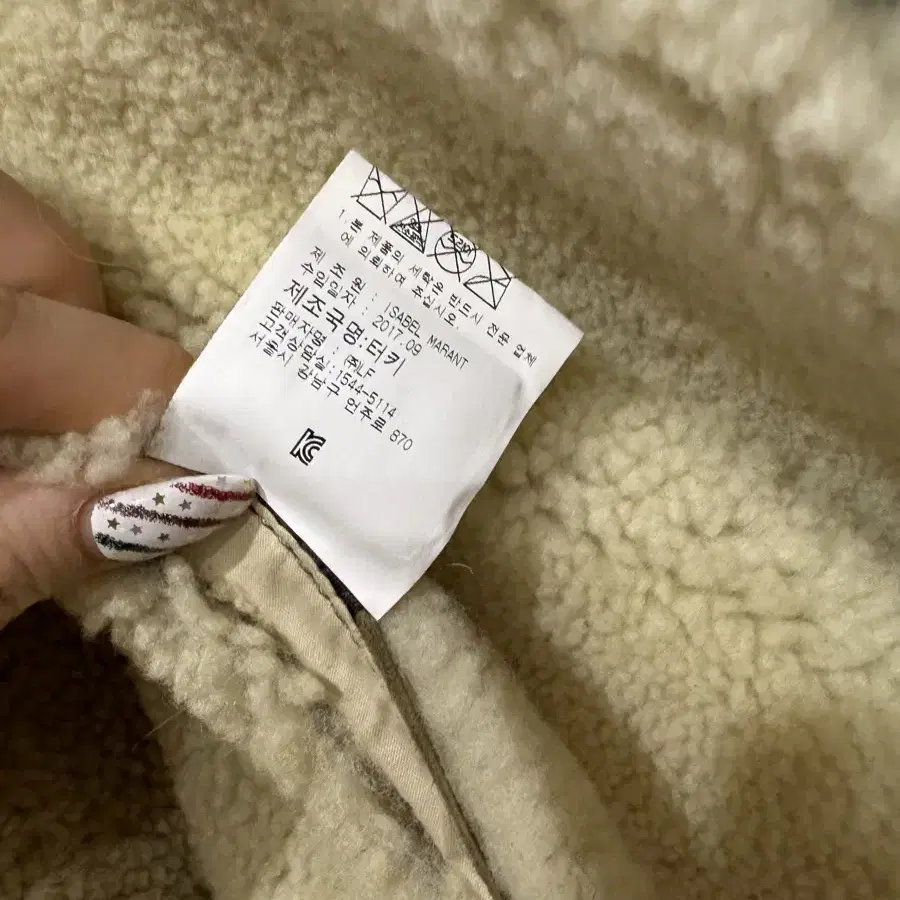 드라이
1. 본 제품의 세탁은 반드시 전문 업체
에 의뢰하여 주십시오.
제 조 원 : ISABEL MARANT
수입일자 : 2017.09
제조국명:터키
판매자명 : (주)LF
고객상담실:1544-5114
서울시 강남구 언주로 870